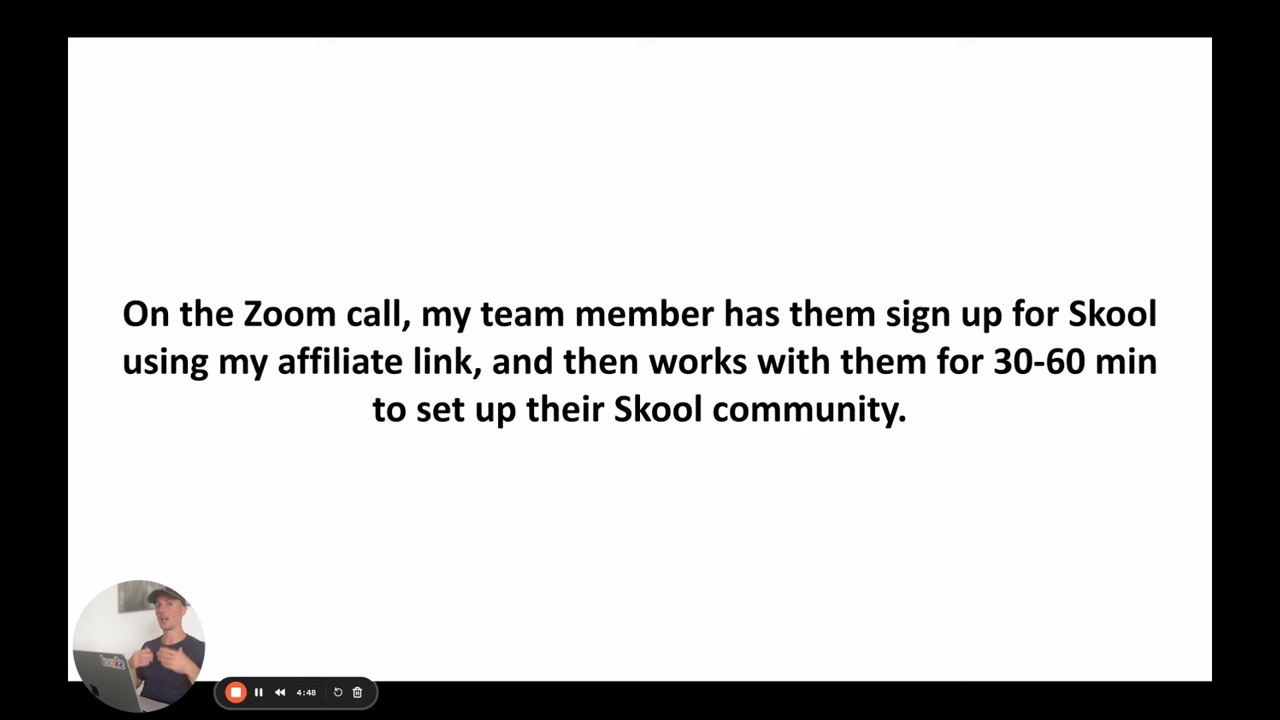 On the Zoom call, my team member has them sign up for Skool
using my affiliate link, and then works with them for 30-60 min
to set up their Skool community.
4:48